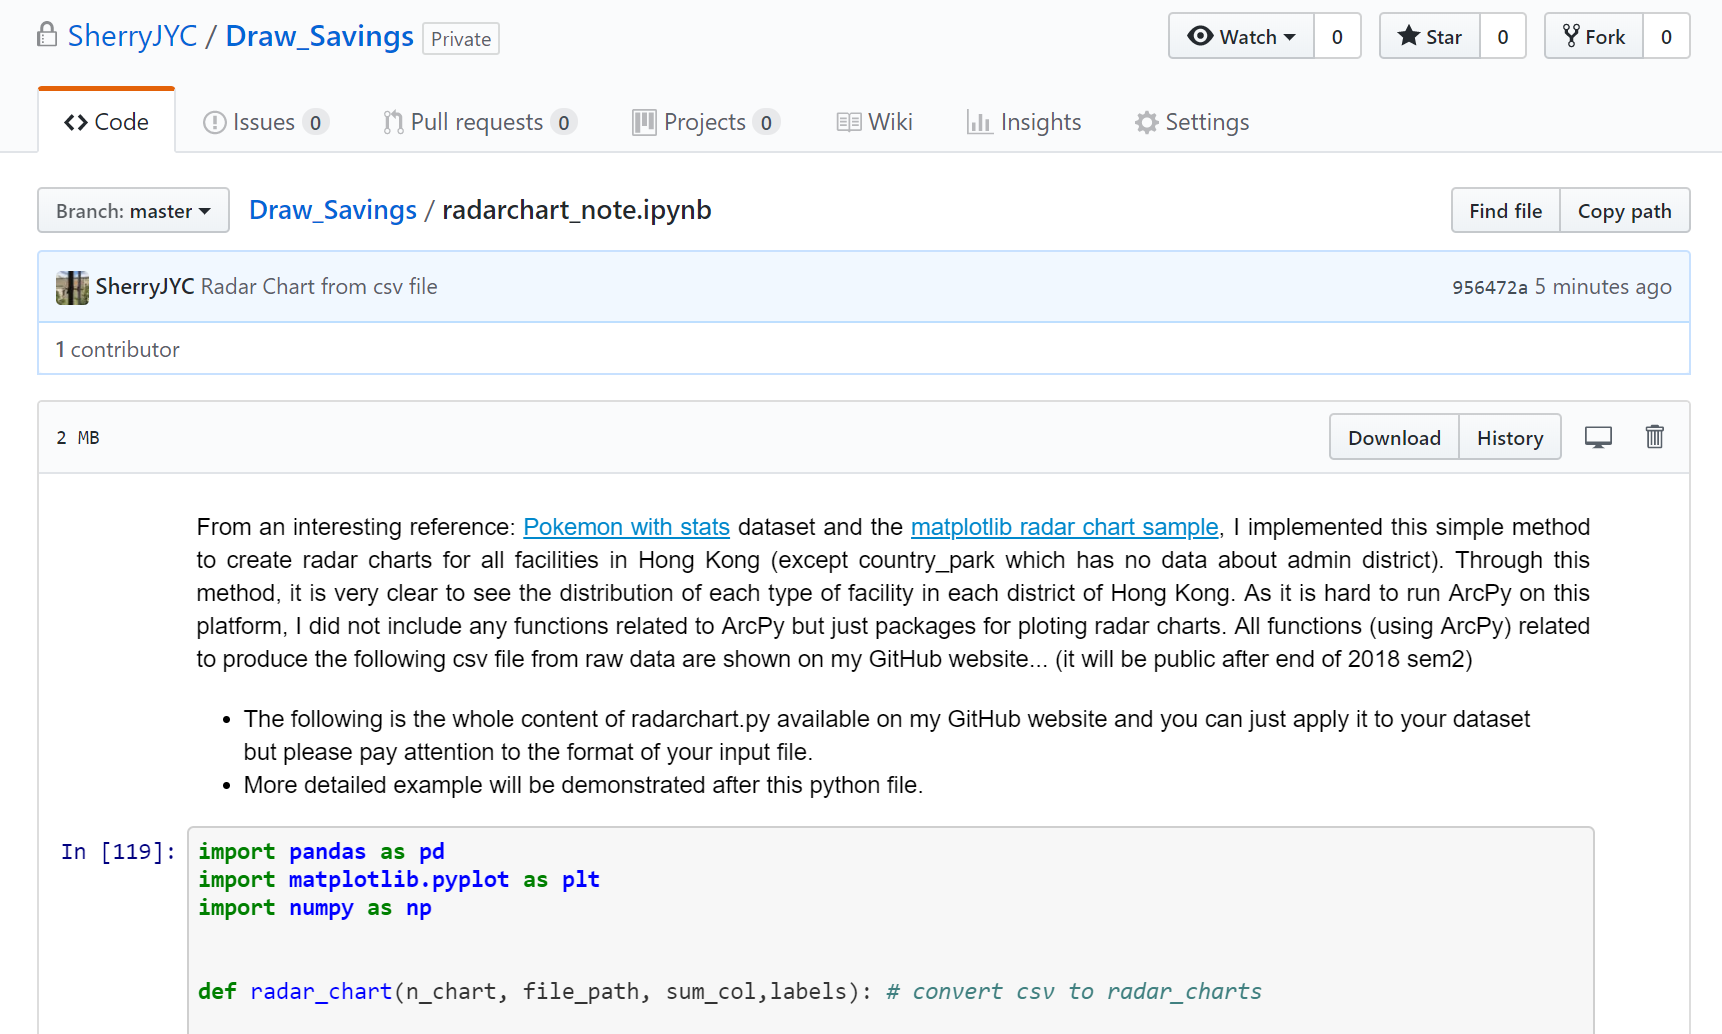 SherryJYC / Draw_Savings Private Watch 0 Star 0 Fork 0
Code Issues 0 Pull requests 0 Projects 0 Wiki Insights Settings
Branch: master Draw_Savings / radarchart_note.ipynb Find file Copy path
SherryJYC Radar Chart from csv file 956472a 5 minutes ago
1 contributor
2 MB Download History
From an interesting reference: Pokemon with stats dataset and the matplotlib radar chart sample, I implemented this simple method
to create radar charts for all facilities in Hong Kong (except country_park which has no data about admin district). Through this
method, it is very clear to see the distribution of each type of facility in each district of Hong Kong. As it is hard to run ArcPy on this
platform, I did not include any functions related to ArcPy but just packages for ploting radar charts. All functions (using ArcPy) related
to produce the following csv file from raw data are shown on my GitHub website... (it will be public after end of 2018 sem2)
• The following is the whole content of radarchart.py available on my GitHub website and you can just apply it to your dataset
but please pay attention to the format of your input file.
• More detailed example will be demonstrated after this python file.
In [119]: import pandas as pd
import matplotlib.pyplot as plt
import numpy as np
def radar_chart(n_chart, file_path, sum_col,labels): # convert csv to radar_charts